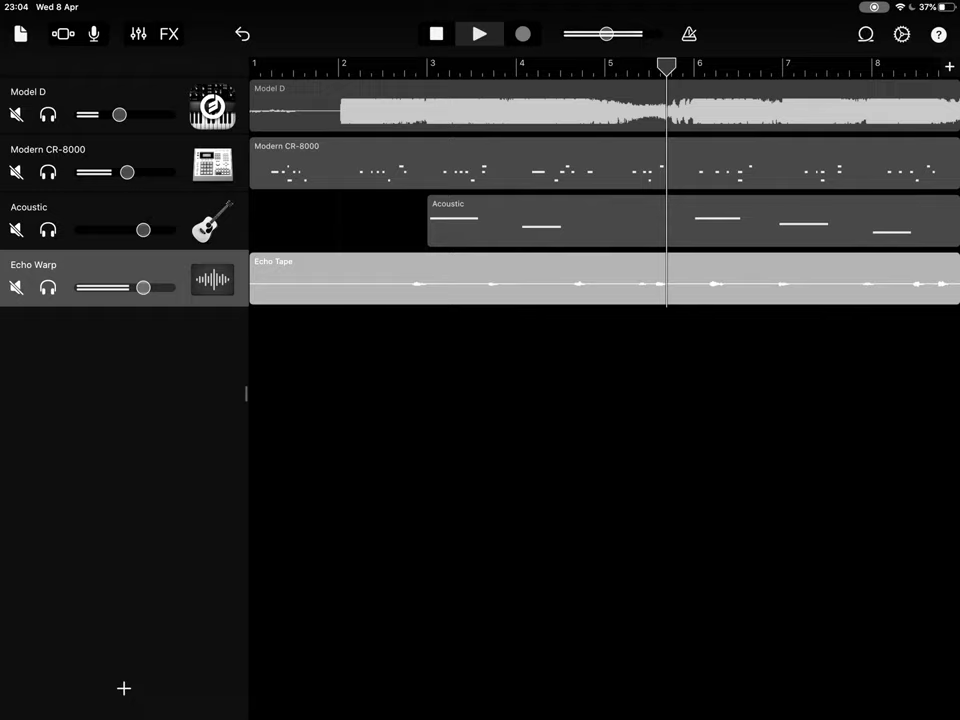 23:04 Wed 8 Apr 37%
FX ?
1 2 3 4 5 6 7 8 +
Model D
Model D
Modern CR-8000
Modern CR-8000
Acoustic
Acoustic
Echo Warp
Echo Tape
+